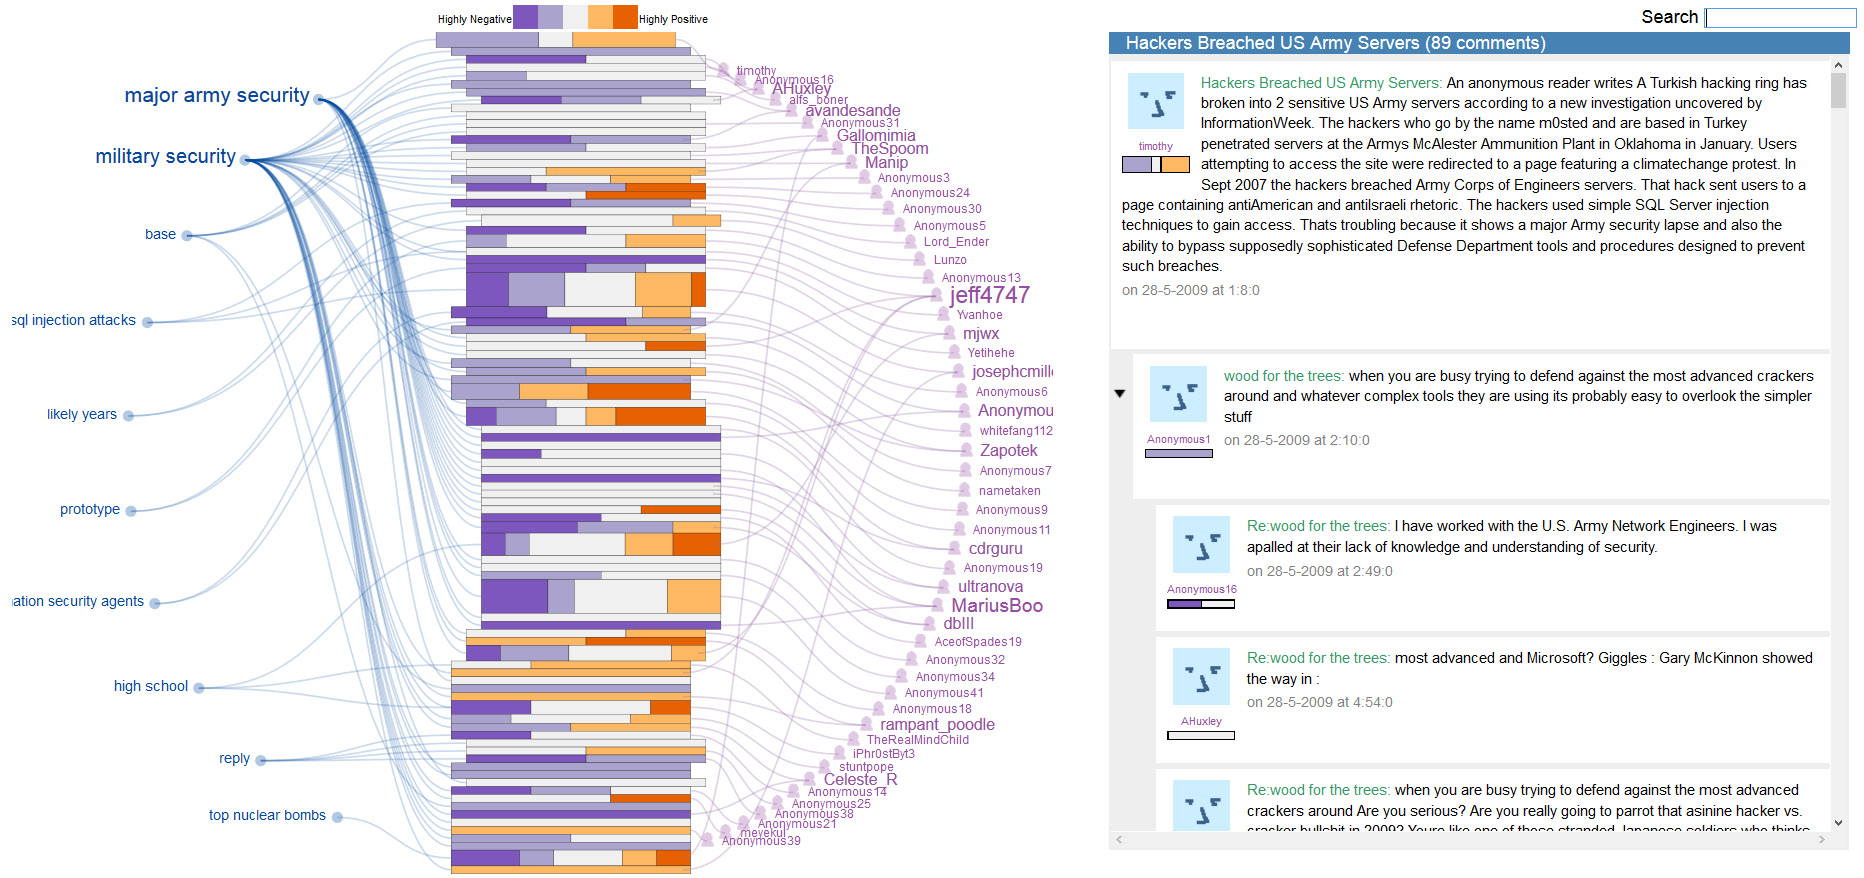 Highly Negative
Highly Positive
major army security
military security
base
sql injection attacks
likely years
prototype
nation security agents
high school
reply
top nuclear bombs
timothy
Anonymous16
AHuxley
alfs_boner
avandesande
Anonymous31
Gallomimia
TheSpoom
Manip
Anonymous3
Anonymous24
Anonymous30
Anonymous5
Lord_Ender
Lunzo
Anonymous13
jeff4747
Yvanhoe
mjwx
Yetihehe
josephcmill
Anonymous6
Anonymou
whitefang112
Zapotek
Anonymous7
nametaken
Anonymous9
Anonymous11
cdrguru
Anonymous19
ultranova
MariusBoo
dbIII
AceofSpades19
Anonymous32
Anonymous34
Anonymous41
Anonymous18
rampant_poodle
TheRealMindChild
iPhr0stByt3
stuntpope
Celeste_R
Anonymous14
Anonymous25
Anonymous38
Anonymous21
meyekul
Anonymous39
Search
Hackers Breached US Army Servers (89 comments)
timothy
Hackers Breached US Army Servers: An anonymous reader writes A Turkish hacking ring has
broken into 2 sensitive US Army servers according to a new investigation uncovered by
InformationWeek. The hackers who go by the name m0sted and are based in Turkey
penetrated servers at the Armys McAlester Ammunition Plant in Oklahoma in January. Users
attempting to access the site were redirected to a page featuring a climatechange protest. In
Sept 2007 the hackers breached Army Corps of Engineers servers. That hack sent users to a
page containing antiAmerican and antiIsraeli rhetoric. The hackers used simple SQL Server injection
techniques to gain access. Thats troubling because it shows a major Army security lapse and also the
ability to bypass supposedly sophisticated Defense Department tools and procedures designed to prevent
such breaches.
on 28-5-2009 at 1:8:0
Anonymous1
wood for the trees: when you are busy trying to defend against the most advanced crackers
around and whatever complex tools they are using its probably easy to overlook the simpler
stuff
on 28-5-2009 at 2:10:0
Anonymous16
Re:wood for the trees: I have worked with the U.S. Army Network Engineers. I was
apalled at their lack of knowledge and understanding of security.
on 28-5-2009 at 2:49:0
AHuxley
Re:wood for the trees: most advanced and Microsoft? Giggles : Gary McKinnon showed
the way in :
on 28-5-2009 at 4:54:0
Re:wood for the trees: when you are busy trying to defend against the most advanced
crackers around Are you serious? Are you really going to parrot that asinine hacker vs.
cracker bullshit in 2009? Youre like one of those stranded Japanese soldiers who thinks